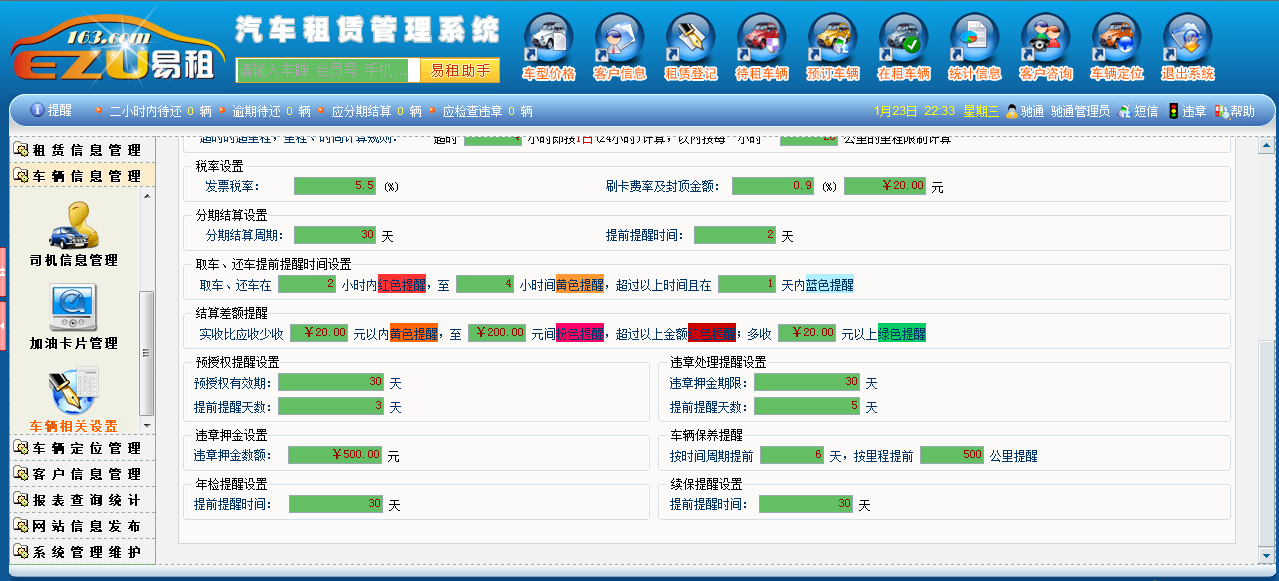 163.com
EZU易租
汽车租赁管理系统
请输入车牌 会员号 手机...
易租助手
车型价格 客户信息 租赁登记 待租车辆 预订车辆 在租车辆 统计信息 客户咨询 车辆定位 退出系统
提醒 二小时内待还 0 辆 逾期待还 0 辆 应分期结算 0 辆 应检查违章 0 辆
1月23日 22:33 星期三 驰通 驰通管理员 短信 违章 帮助
租赁信息管理
车辆信息管理
司机信息管理
加油卡片管理
车辆相关设置
车辆定位管理
客户信息管理
报表查询统计
网站信息发布
系统管理维护
超时时超里程，里程、时间计算规则： 超时 小时即按1日(24小时)计算，以内按每 小时 20 公里的里程限制计算
税率设置
发票税率： 5.5 (%) 刷卡费率及封顶金额： 0.9 (%) ￥20.00 元
分期结算设置
分期结算周期： 30 天 提前提醒时间： 2 天
取车、还车提前提醒时间设置
取车、还车在 2 小时内红色提醒，至 4 小时间黄色提醒，超过以上时间且在 1 天内蓝色提醒
结算差额提醒
实收比应收少收 ￥20.00 元以内黄色提醒，至 ￥200.00 元间粉色提醒，超过以上金额红色提醒；多收 ￥20.00 元以上绿色提醒
预授权提醒设置
预授权有效期： 30 天
提前提醒天数： 3 天
违章处理提醒设置
违章押金期限： 30 天
提前提醒天数： 5 天
违章押金设置
违章押金数额： ￥500.00 元
车辆保养提醒
按时间周期提前 6 天，按里程提前 500 公里提醒
年检提醒设置
提前提醒时间： 30 天
续保提醒设置
提前提醒时间： 30 天